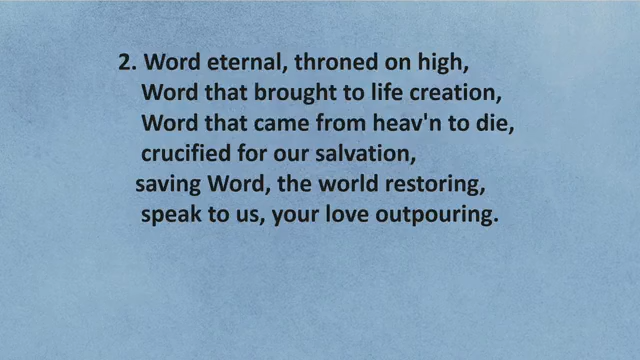 2. Word eternal, throned on high,
Word that brought to life creation,
Word that came from heav'n to die,
crucified for our salvation,
saving Word, the world restoring,
speak to us, your love outpouring.